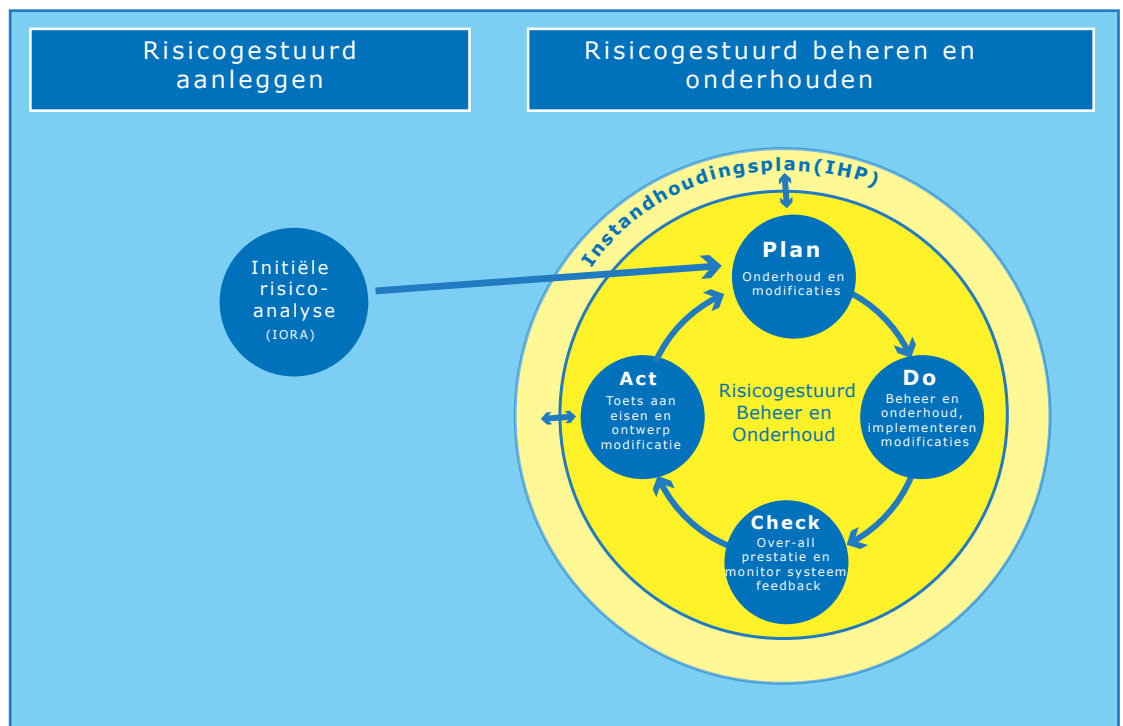 Risicogestuurd
aanleggen
Risicogestuurd beheren en
onderhouden
Instandhoudingsplan(IHP)
Initiële
risico-
analyse
(IORA)
Plan
Onderhoud en
modificaties
Do
Beheer en
onderhoud,
implementeren
modificaties
Check
Over-all
prestatie en
monitor systeem
feedback
Act
Toets aan
eisen en
ontwerp
modificatie
Risicogestuurd
Beheer en
Onderhoud